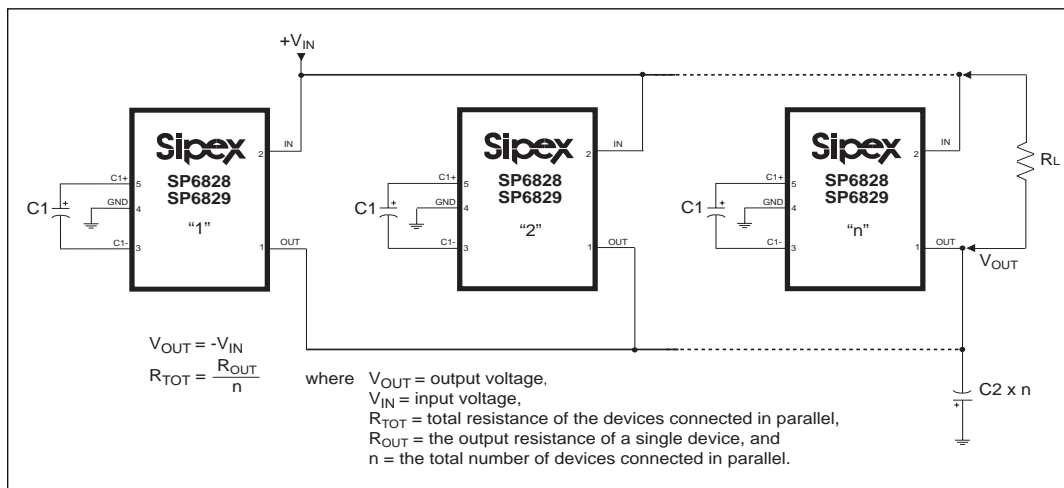 +VIN
Sipex
SP6828
SP6829
"1"
2
IN
C1+
5
GND
4
C1-
3
1
OUT
C1
+
Sipex
SP6828
SP6829
"2"
2
IN
C1+
5
GND
4
C1-
3
1
OUT
C1
+
Sipex
SP6828
SP6829
"n"
2
IN
C1+
5
GND
4
C1-
3
1
OUT
C1
+
RL
VOUT
C2 x n
+
VOUT = -VIN
RTOT = ROUT
n
where VOUT = output voltage,
VIN = input voltage,
RTOT = total resistance of the devices connected in parallel,
ROUT = the output resistance of a single device, and
n = the total number of devices connected in parallel.